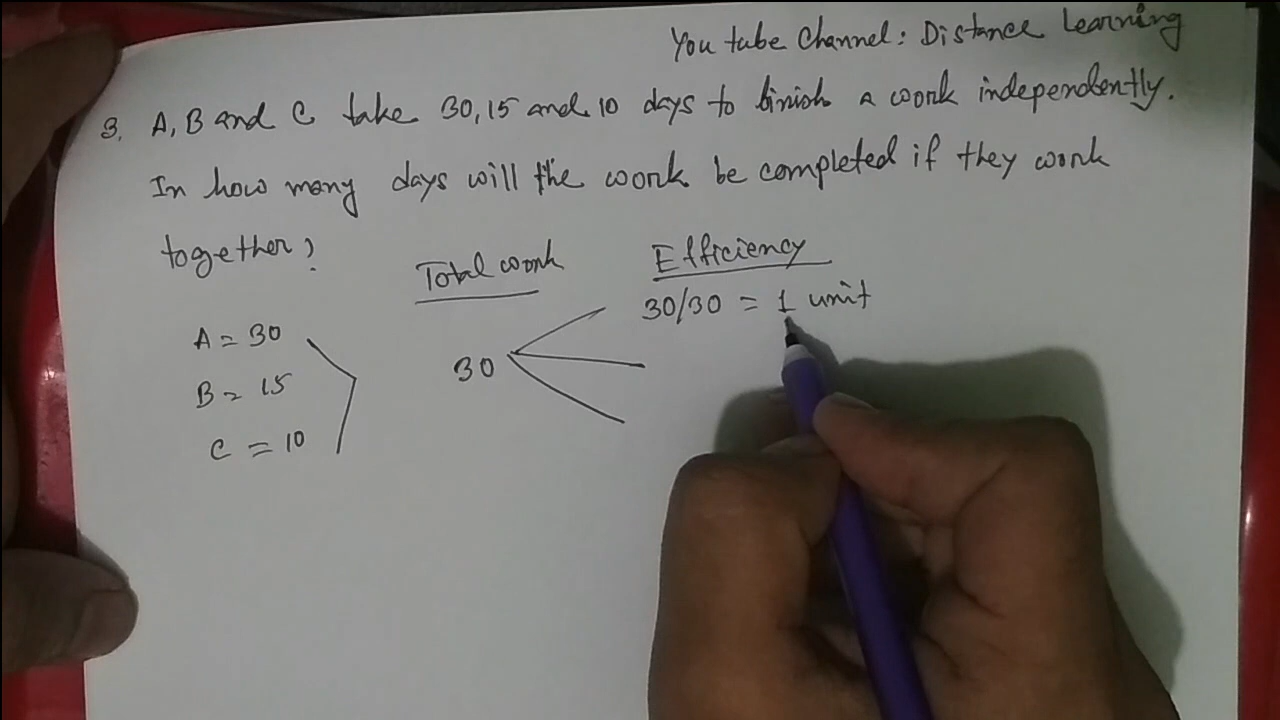 You tube Channel: Distance Learning
3. A, B and C take 30, 15 and 10 days to finish a work independently.
In how many days will the work be completed if they work
together?
Total work
Efficiency
30/30 = 1 unit
A = 30
B = 15
C = 10
30